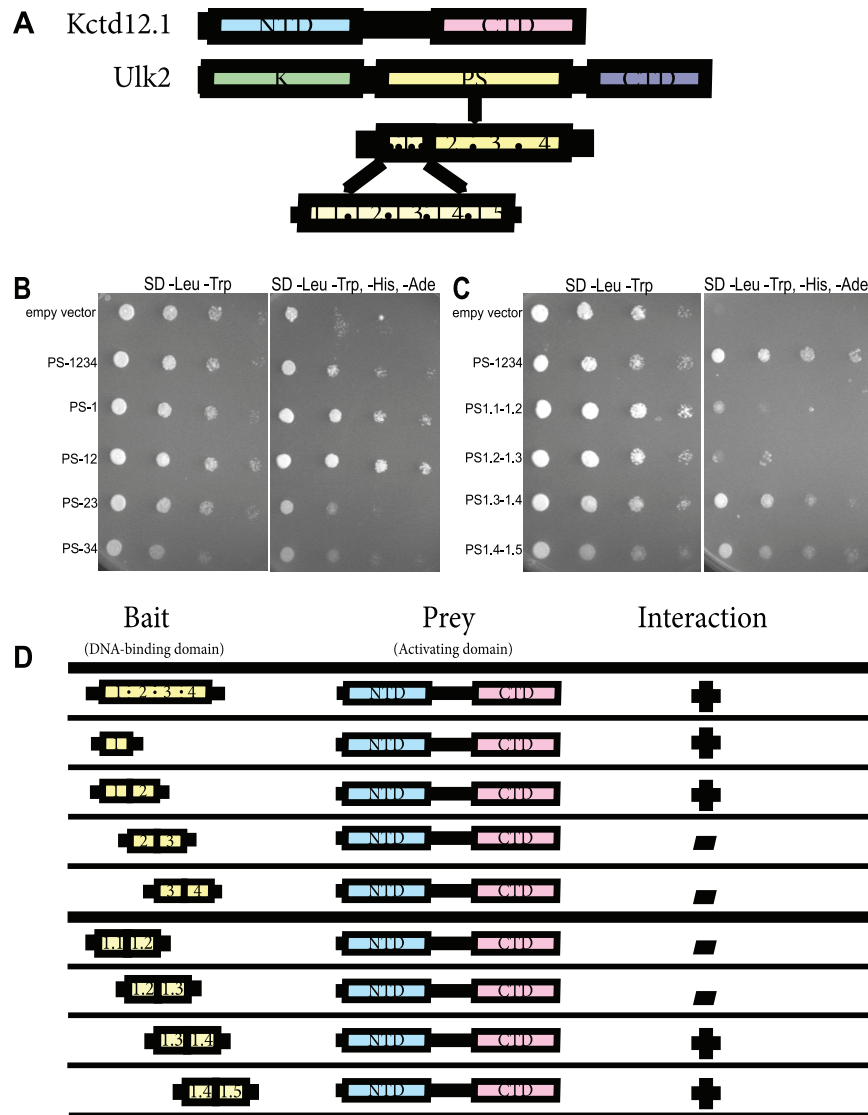 A
Kctd12.1
NTD CTD
Ulk2
K PS CTD
1 2 3 4
1.1 1.2 1.3 1.4 1.5
B
SD -Leu -Trp SD -Leu -Trp, -His, -Ade
empy vector
PS-1234
PS-1
PS-12
PS-23
PS-34
C
SD -Leu -Trp SD -Leu -Trp, -His, -Ade
empy vector
PS-1234
PS1.1-1.2
PS1.2-1.3
PS1.3-1.4
PS1.4-1.5
D
Bait Prey Interaction
(DNA-binding domain) (Activating domain)
1 2 3 4 NTD CTD +
1 NTD CTD +
1 2 NTD CTD +
2 3 NTD CTD -
3 4 NTD CTD -
1.1 1.2 NTD CTD -
1.2 1.3 NTD CTD -
1.3 1.4 NTD CTD +
1.4 1.5 NTD CTD +